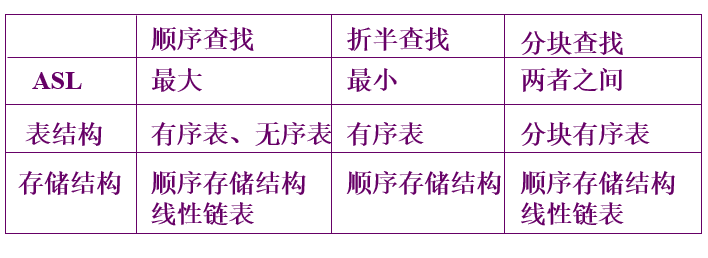 顺序查找 折半查找 分块查找
ASL 最大 最小 两者之间
表结构 有序表、无序表 有序表 分块有序表
存储结构 顺序存储结构 顺序存储结构 顺序存储结构
线性链表 线性链表